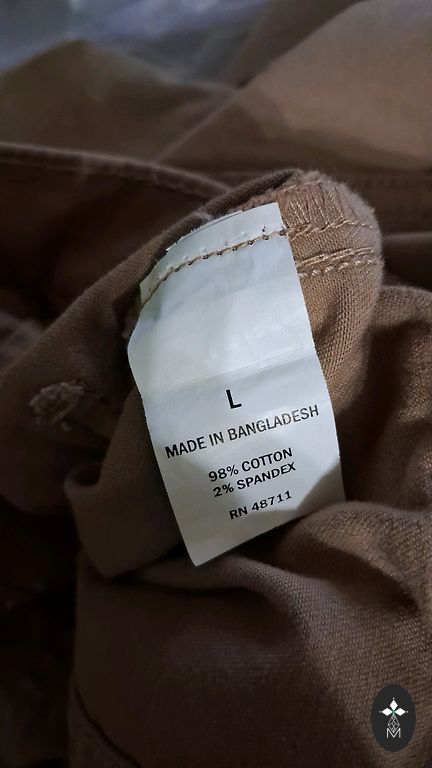 L
MADE IN BANGLADESH
98% COTTON
2% SPANDEX
RN 48711